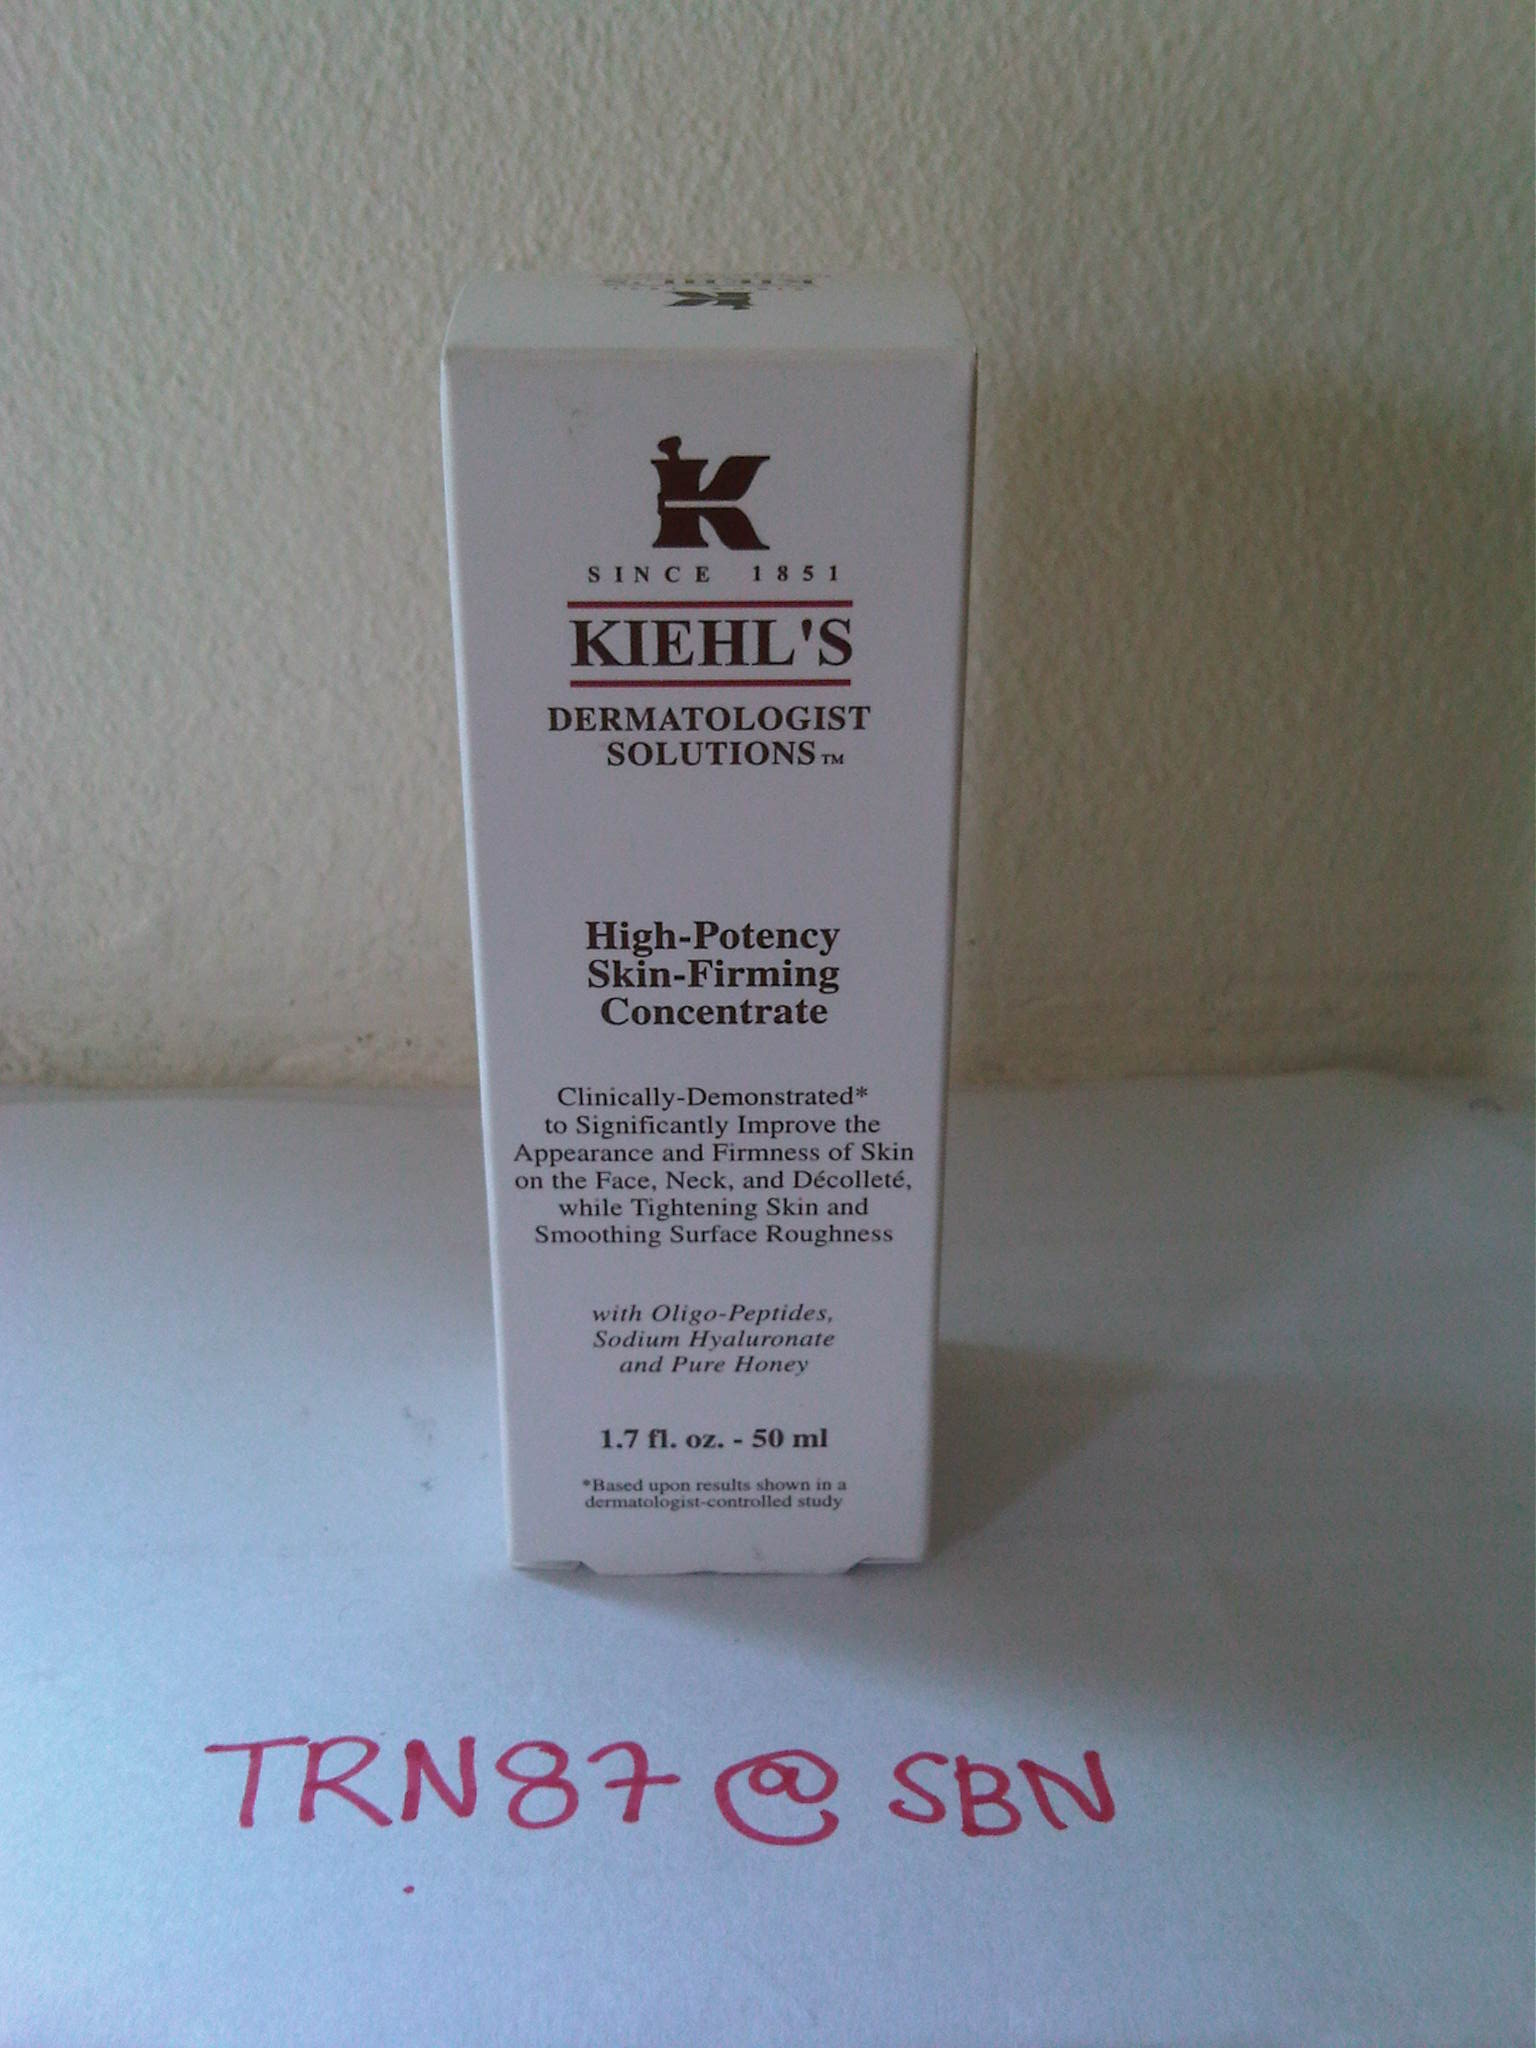 SINCE 1851
KIEHL'S
DERMATOLOGIST
SOLUTIONS™
High-Potency
Skin-Firming
Concentrate
Clinically-Demonstrated*
to Significantly Improve the
Appearance and Firmness of Skin
on the Face, Neck, and Décolleté,
while Tightening Skin and
Smoothing Surface Roughness
with Oligo-Peptides,
Sodium Hyaluronate
and Pure Honey
1.7 fl. oz. - 50 ml
*Based upon results shown in a
dermatologist-controlled study
TRN87@SBN